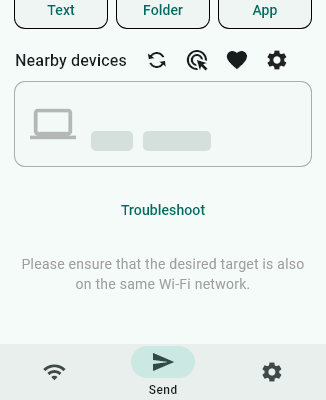 Text Folder App
Nearby devices
Troubleshoot
Please ensure that the desired target is also
on the same Wi-Fi network.
Send